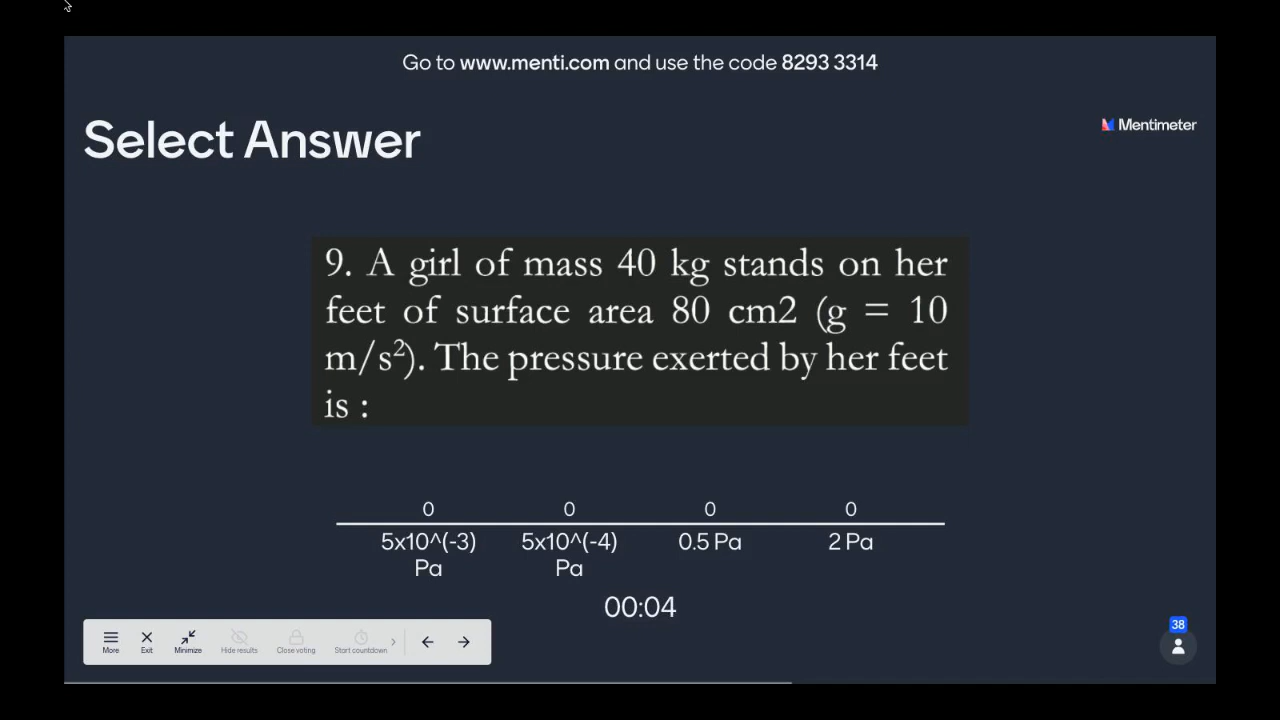 Go to www.menti.com and use the code 8293 3314
Select Answer
Mentimeter
9. A girl of mass 40 kg stands on her
feet of surface area 80 cm2 (g = 10
m/s²). The pressure exerted by her feet
is :
0 0 0 0
5x10^(-3) 5x10^(-4) 0.5 Pa 2 Pa
Pa Pa
00:04
More Exit Minimize Hide results Close voting Start countdown
38